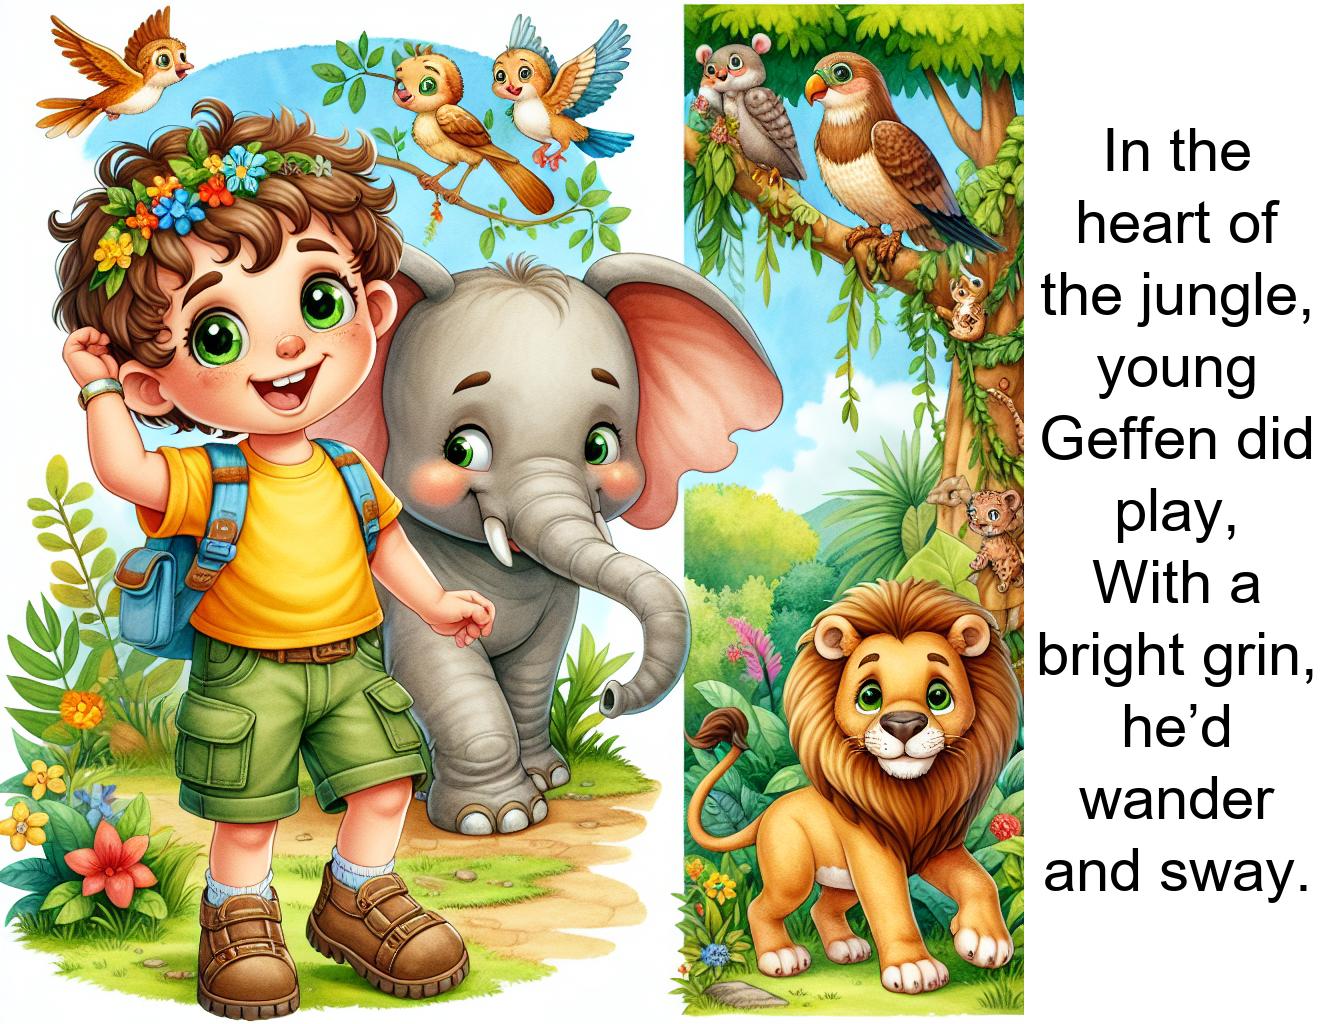 In the
heart of
the jungle,
young
Geffen did
play,
With a
bright grin,
he’d
wander
and sway.